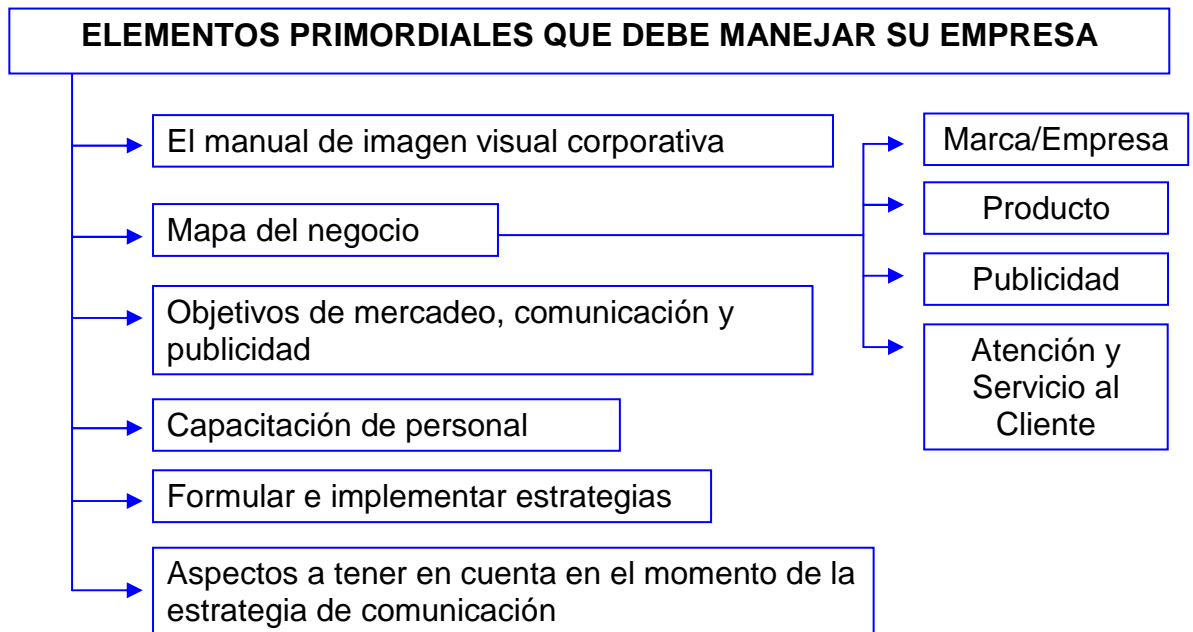 ELEMENTOS PRIMORDIALES QUE DEBE MANEJAR SU EMPRESA
El manual de imagen visual corporativa
Mapa del negocio
Objetivos de mercadeo, comunicación y
publicidad
Capacitación de personal
Formular e implementar estrategias
Aspectos a tener en cuenta en el momento de la
estrategia de comunicación
Marca/Empresa
Producto
Publicidad
Atención y
Servicio al
Cliente